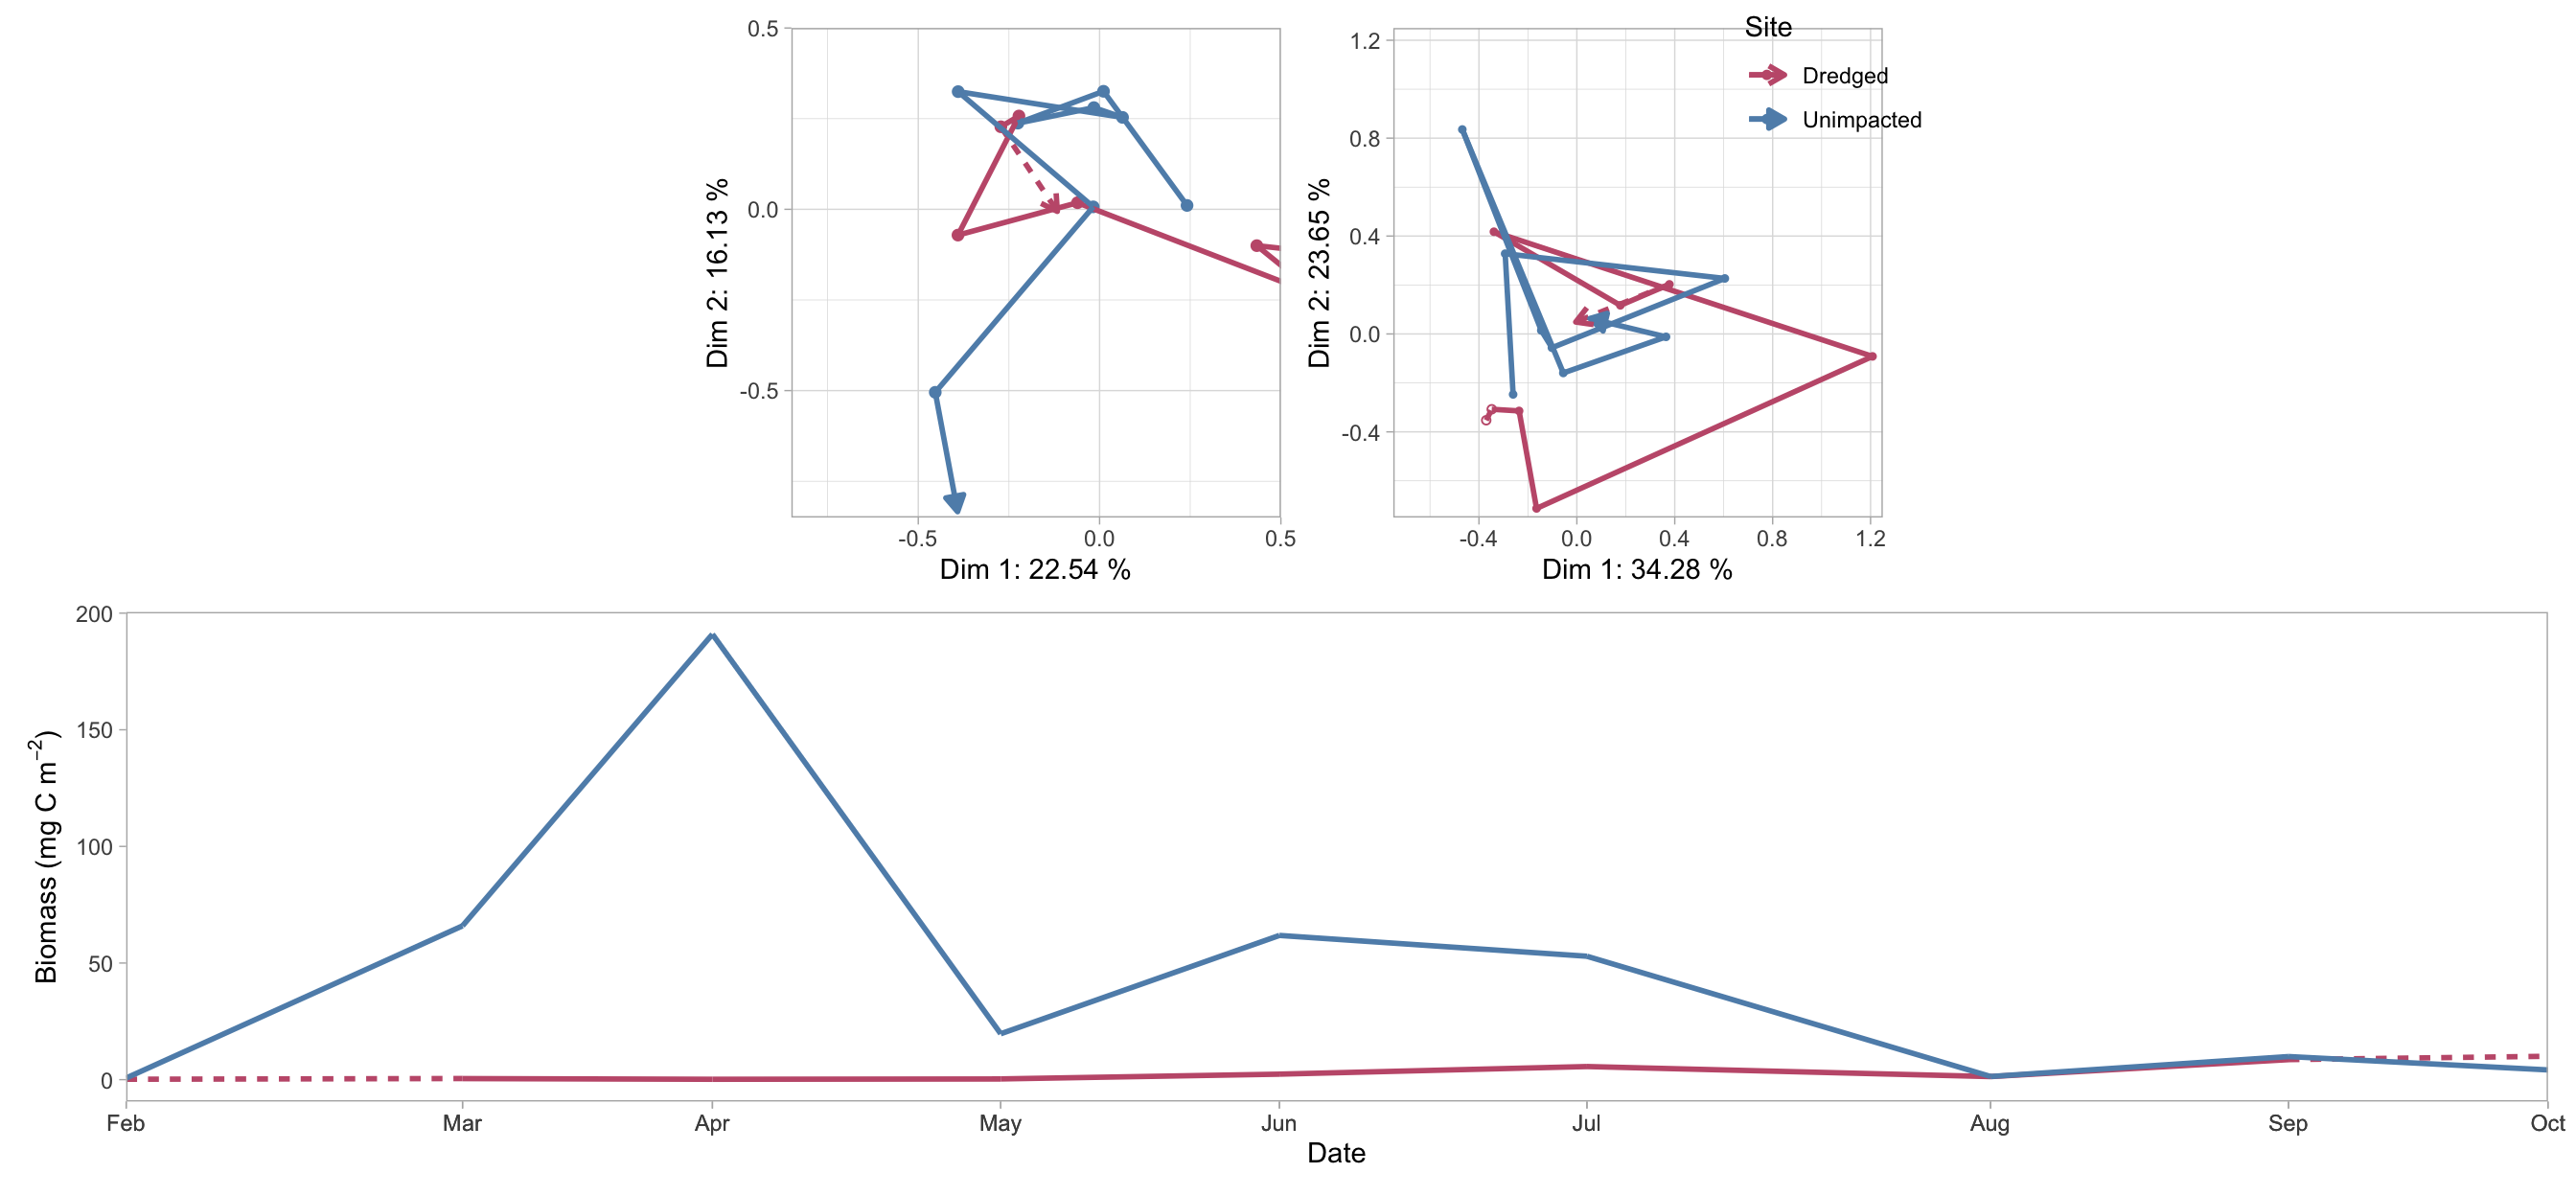 0.5
0.0
-0.5
Dim 2: 16.13 %
-0.5 0.0 0.5
Dim 1: 22.54 %
1.2
0.8
0.4
0.0
-0.4
Dim 2: 23.65 %
-0.4 0.0 0.4 0.8 1.2
Dim 1: 34.28 %
Site
Dredged
Unimpacted
200
150
100
50
0
Biomass (mg C m⁻²)
Feb Mar Apr May Jun Jul Aug Sep Oct
Date